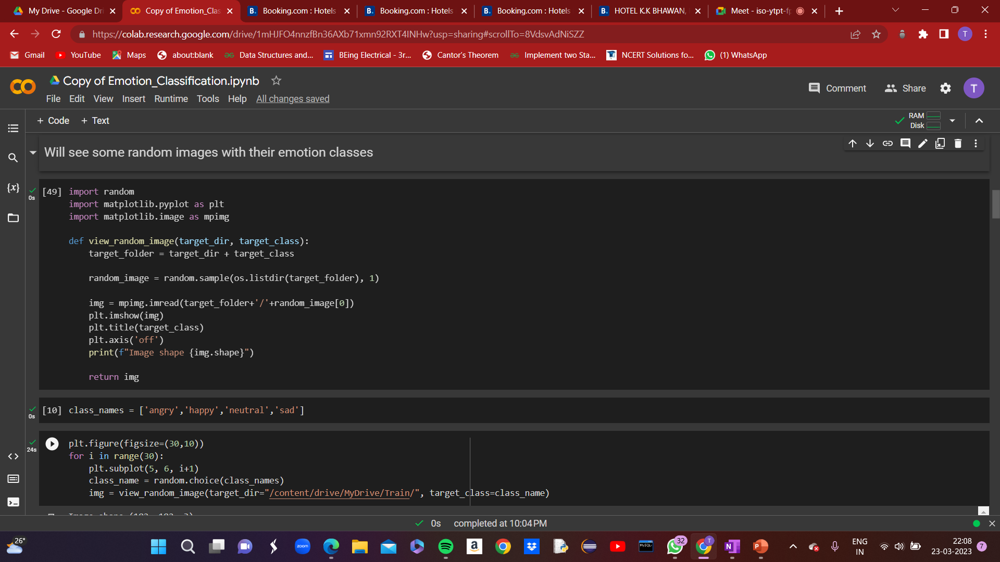 My Drive - Google Dri
Copy of Emotion_Clas
Booking.com : Hotels
Booking.com : Hotels
Booking.com : Hotels
HOTEL K.K BHAWAN,
Meet - iso-ytpt-f
https://colab.research.google.com/drive/1mHJFO4nnzfBn36AXb71xmn92RXT4INHw?usp=sharing#scrollTo=8VdsvAdNiSZZ
T
Gmail
YouTube
Maps
about:blank
Data Structures and...
BEing Electrical - 3r...
Cantor's Theorem
Implement two Sta...
NCERT Solutions fo...
(1) WhatsApp
Copy of Emotion_Classification.ipynb
Comment
Share
T
File Edit View Insert Runtime Tools Help All changes saved
+ Code + Text
RAM
Disk
Will see some random images with their emotion classes
{x}
0s
[49] import random
import matplotlib.pyplot as plt
import matplotlib.image as mpimg
def view_random_image(target_dir, target_class):
target_folder = target_dir + target_class
random_image = random.sample(os.listdir(target_folder), 1)
img = mpimg.imread(target_folder+'/'+random_image[0])
plt.imshow(img)
plt.title(target_class)
plt.axis('off')
print(f"Image shape {img.shape}")
return img
0s
[10] class_names = ['angry','happy','neutral','sad']
24s
plt.figure(figsize=(30,10))
for i in range(30):
plt.subplot(5, 6, i+1)
class_name = random.choice(class_names)
img = view_random_image(target_dir="/content/drive/MyDrive/Train/", target_class=class_name)
0s completed at 10:04 PM
26°
zoom
MySQL
32
T
N
P
ENG
IN
22:08
23-03-2023
7